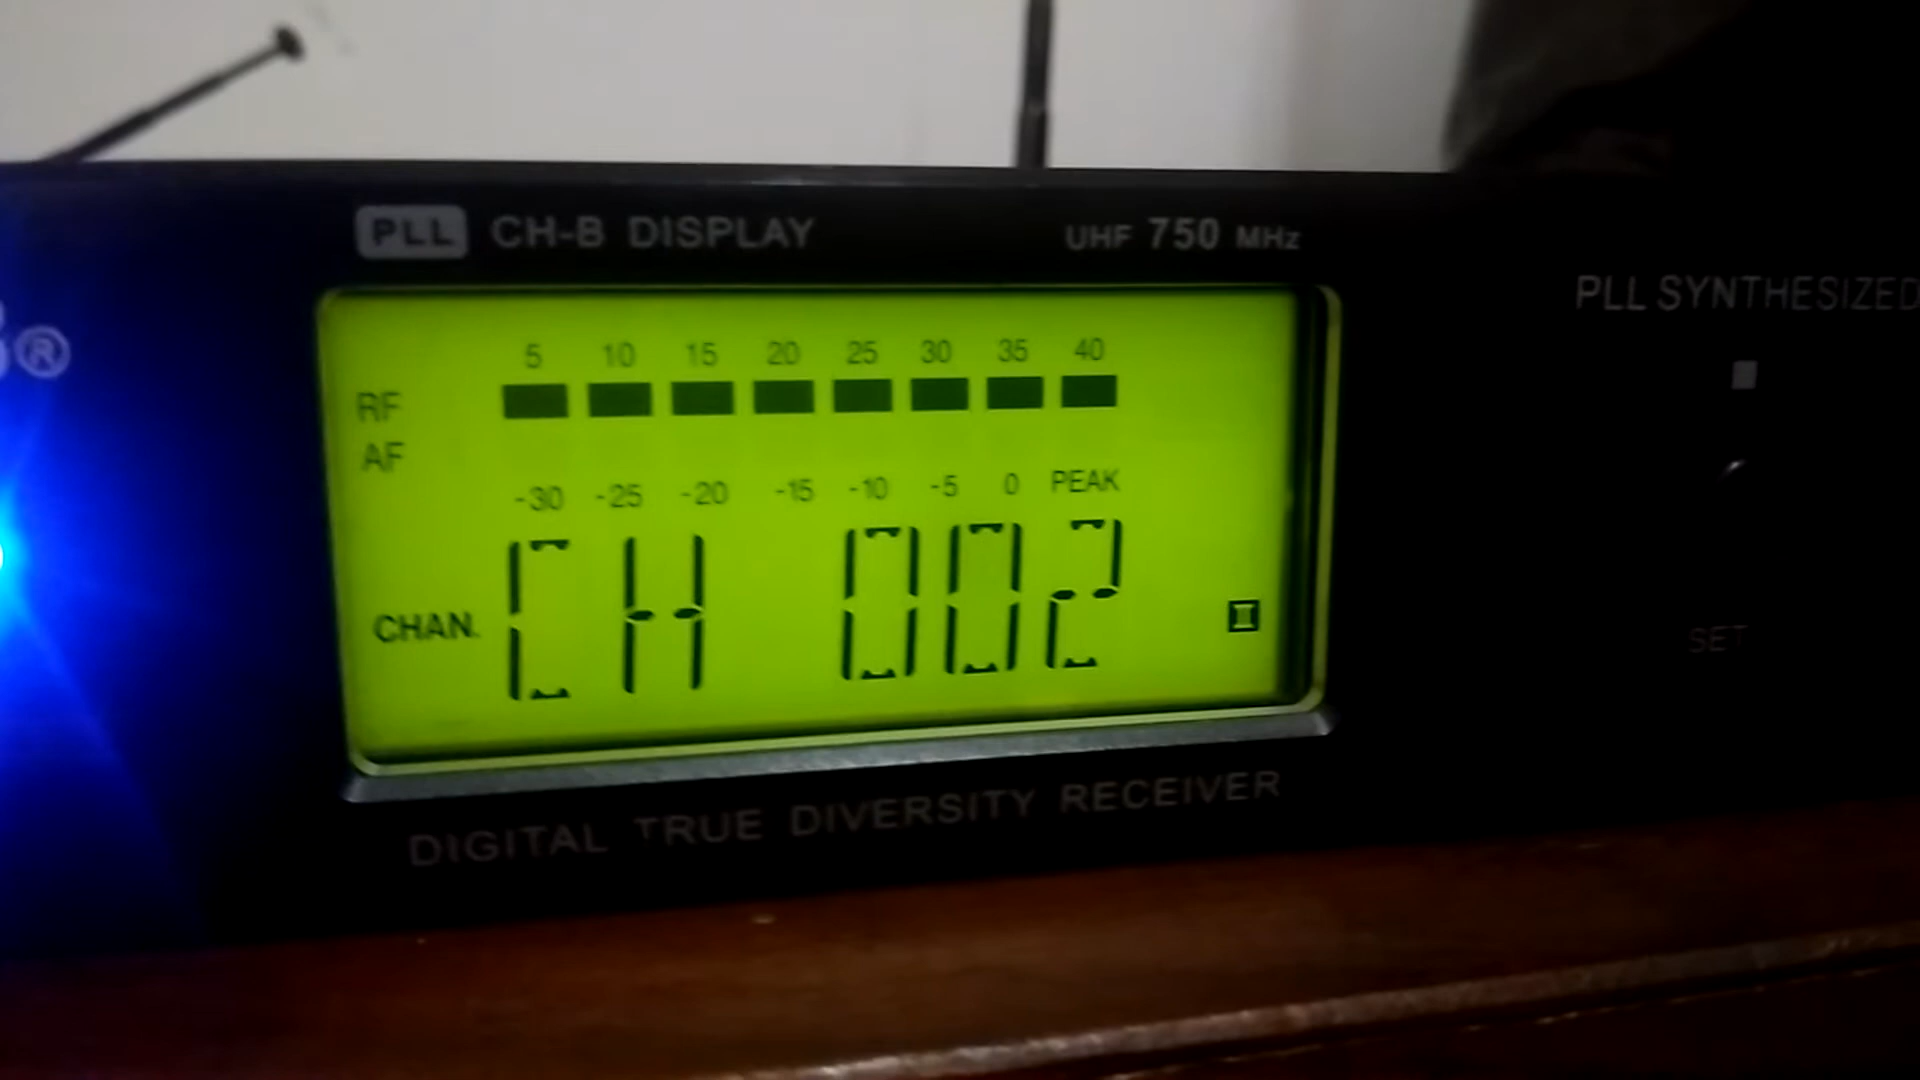 PLL CH-B DISPLAY UHF 750 MHz
PLL SYNTHESIZED
®
5 10 15 20 25 30 35 40
RF
AF
-30 -25 -20 -15 -10 -5 0 PEAK
CHAN. CH 002
SET
DIGITAL TRUE DIVERSITY RECEIVER